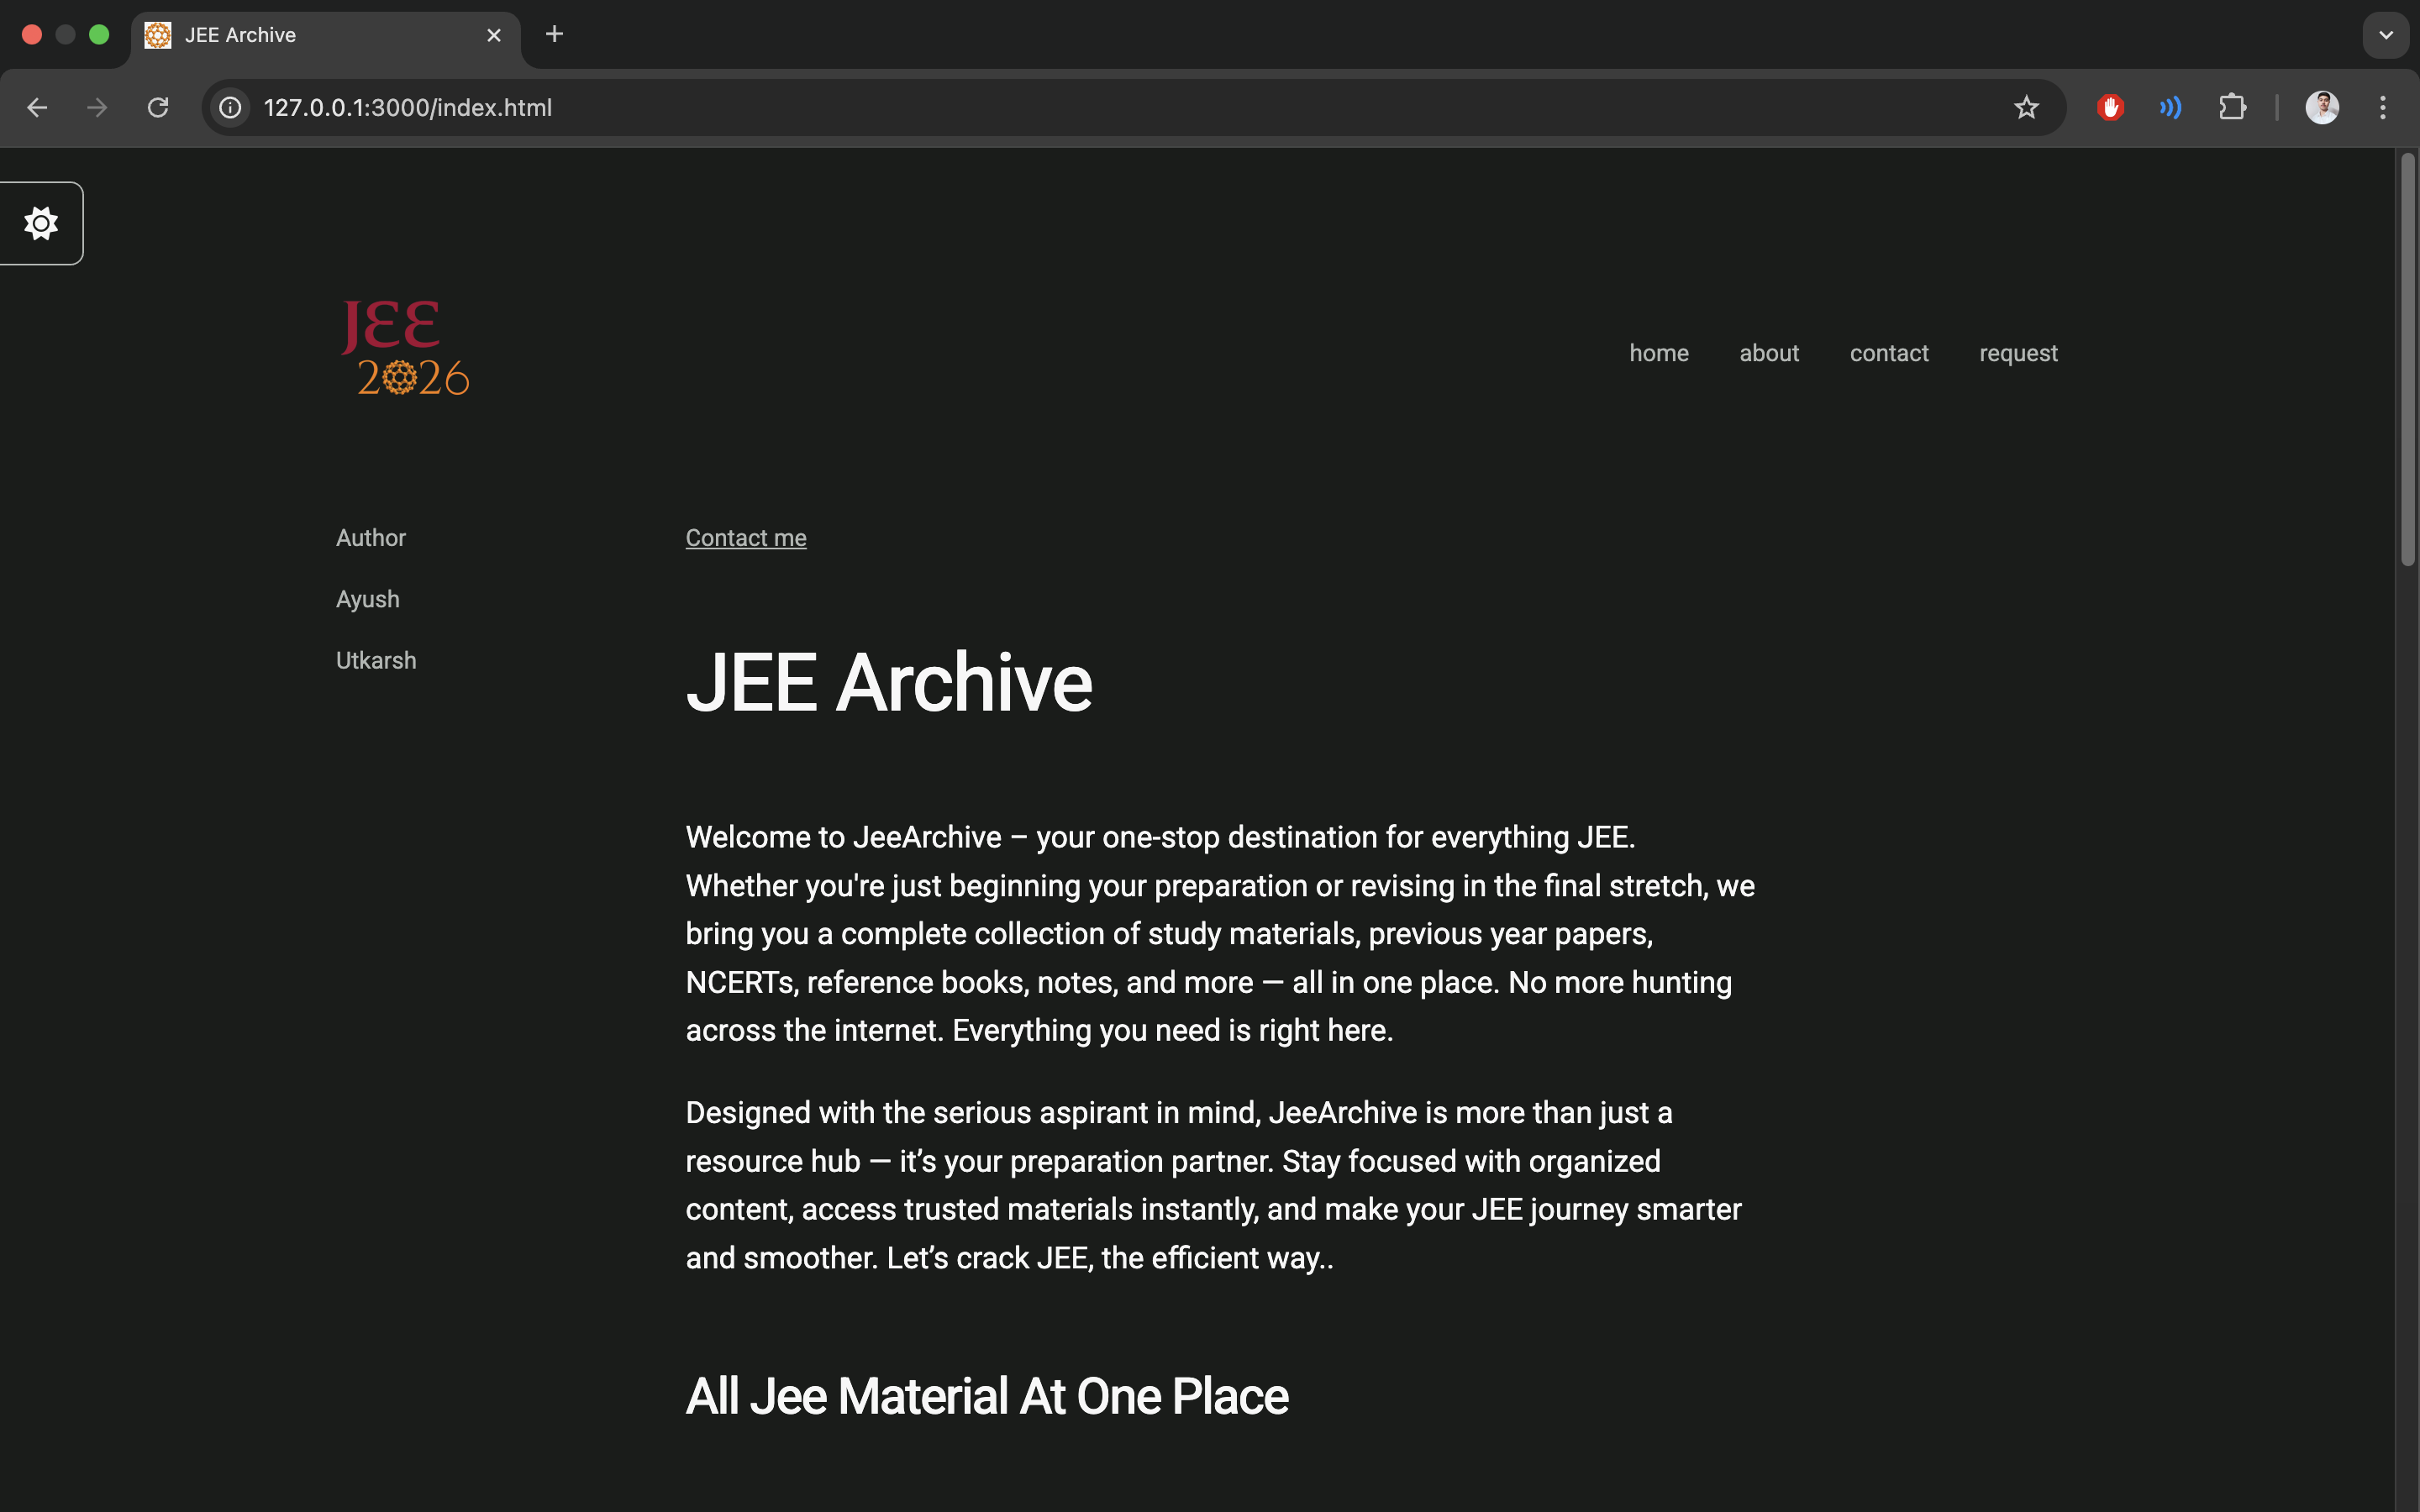 JEE Archive
127.0.0.1:3000/index.html
JEE
2026
home about contact request
Author
Ayush
Utkarsh
Contact me
JEE Archive
Welcome to JeeArchive – your one-stop destination for everything JEE.
Whether you're just beginning your preparation or revising in the final stretch, we
bring you a complete collection of study materials, previous year papers,
NCERTs, reference books, notes, and more — all in one place. No more hunting
across the internet. Everything you need is right here.
Designed with the serious aspirant in mind, JeeArchive is more than just a
resource hub — it’s your preparation partner. Stay focused with organized
content, access trusted materials instantly, and make your JEE journey smarter
and smoother. Let’s crack JEE, the efficient way..
All Jee Material At One Place